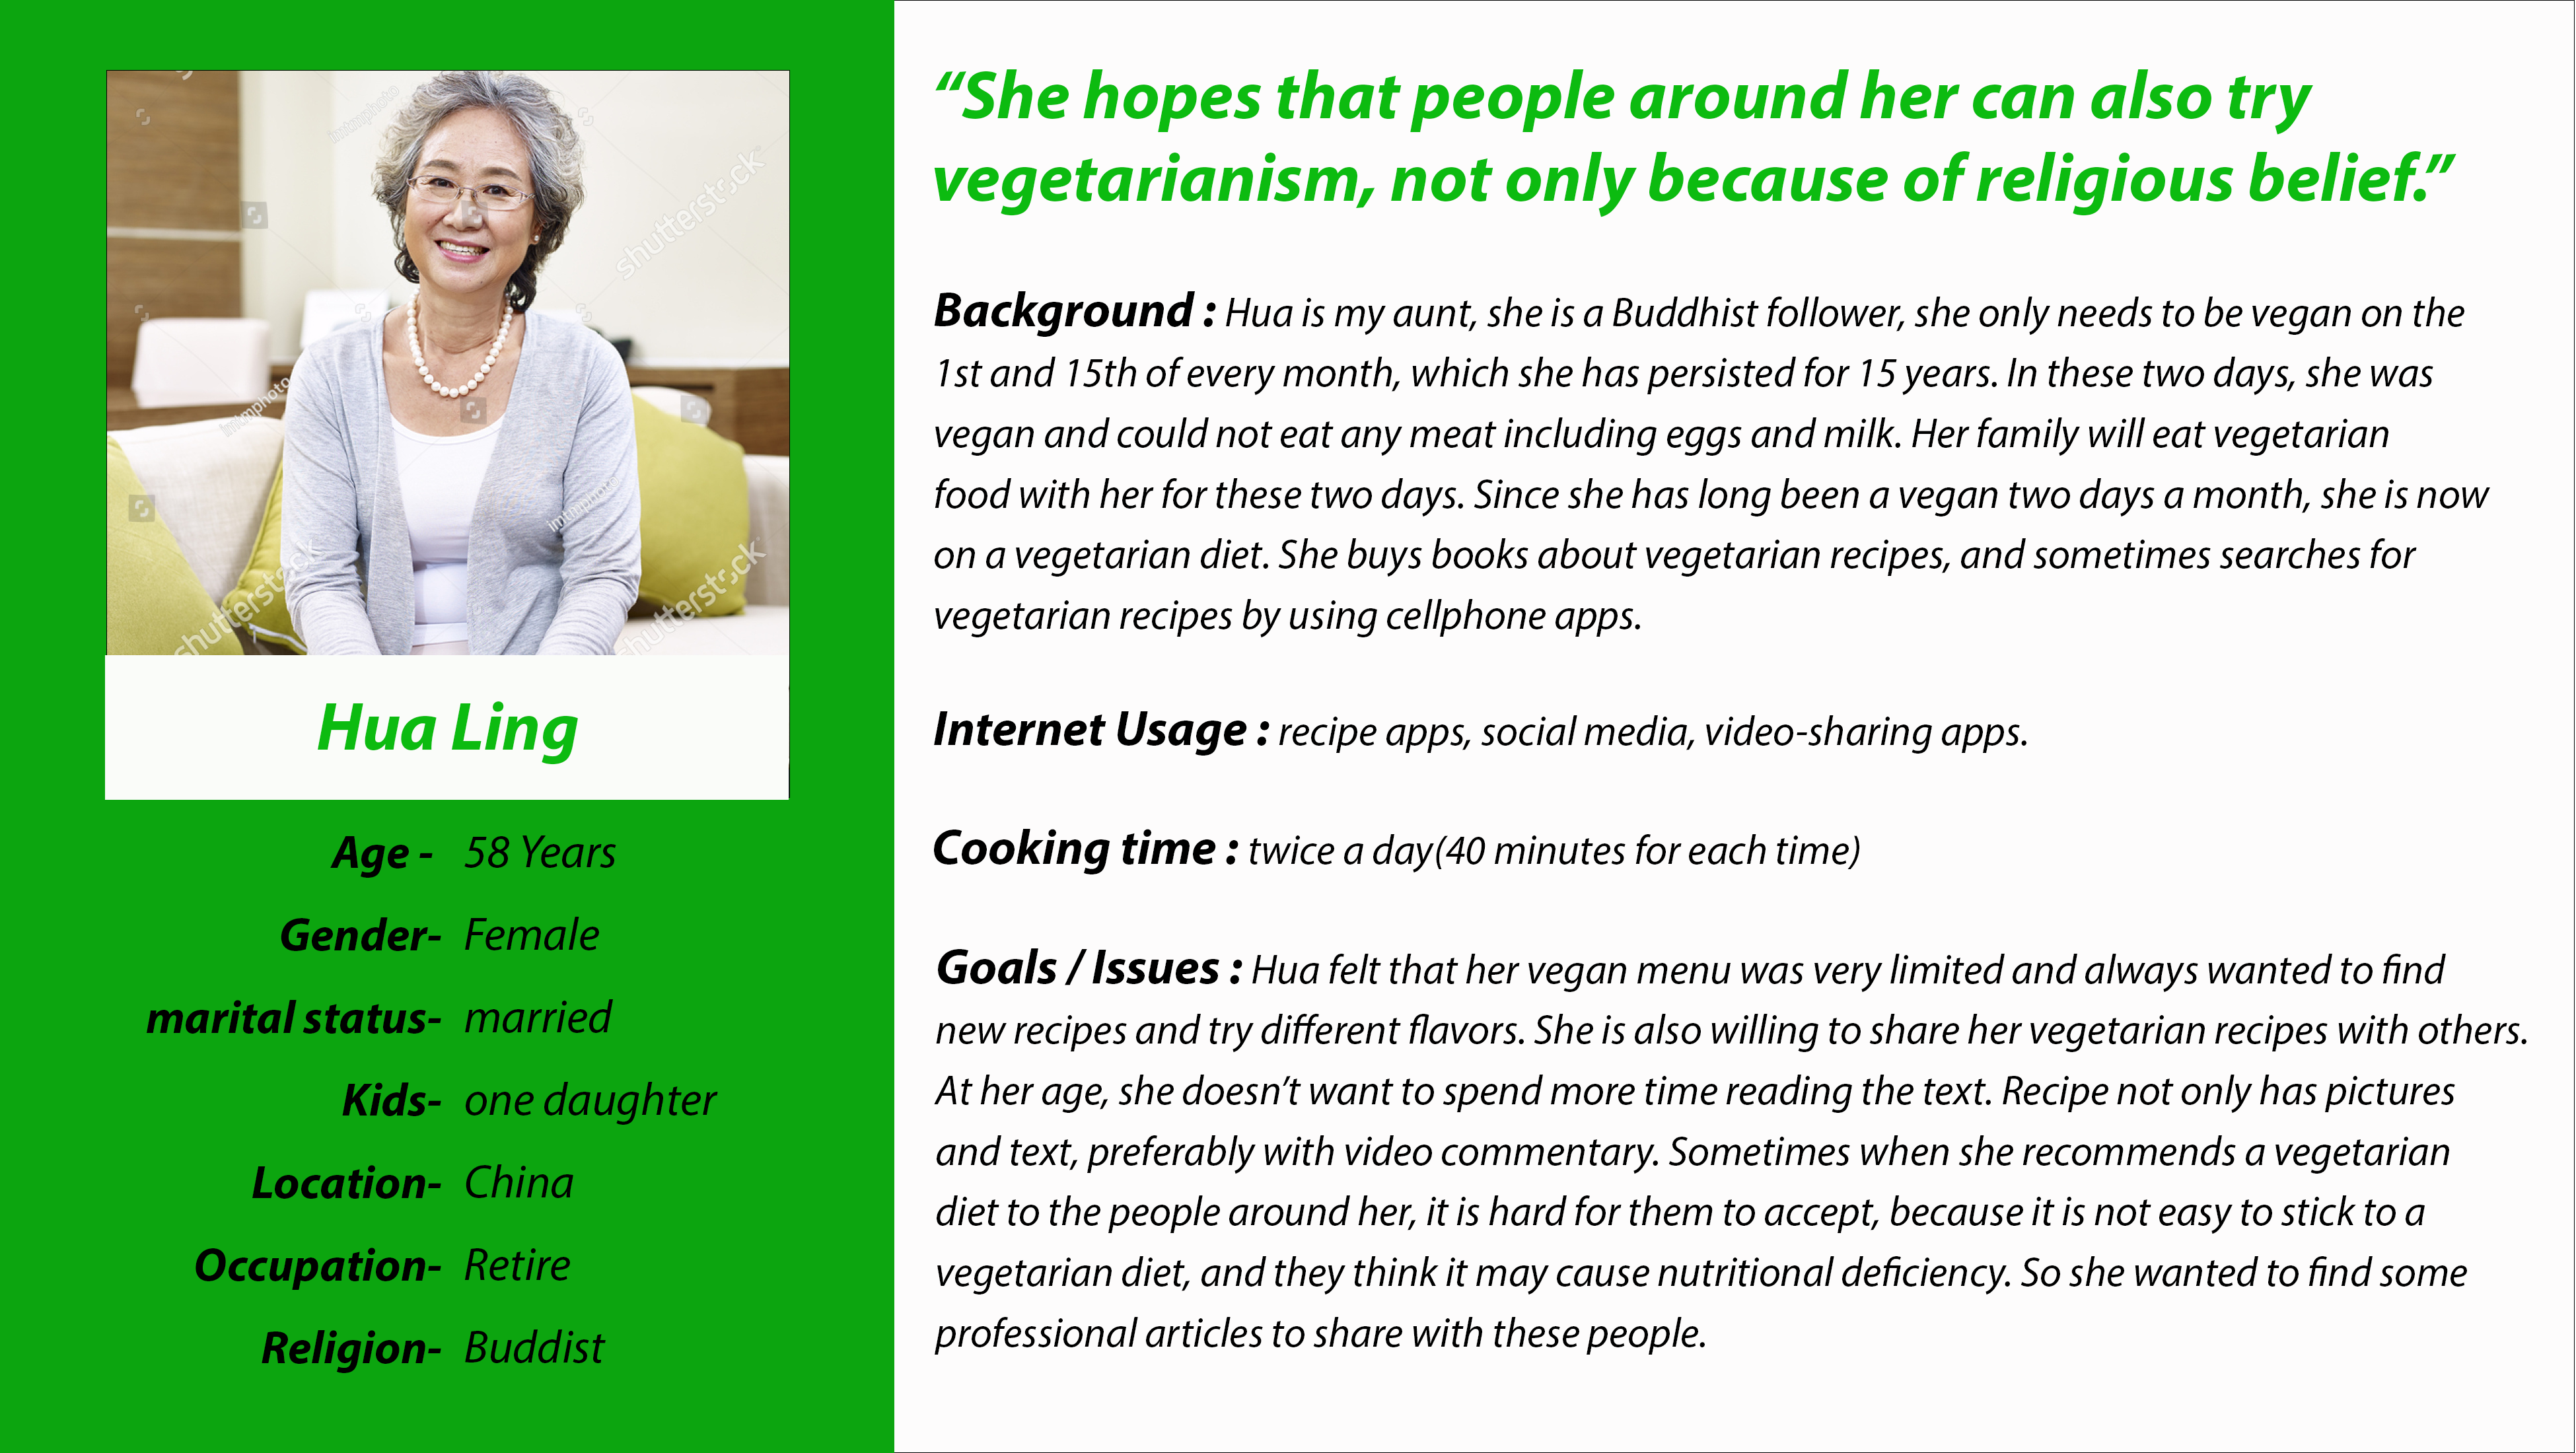 imtmphoto
shutterstock
imtmphoto
imtmphoto
shutterstock
shutterstock
Hua Ling
Age - 58 Years
Gender- Female
marital status- married
Kids- one daughter
Location- China
Occupation- Retire
Religion- Buddist
“She hopes that people around her can also try
vegetarianism, not only because of religious belief.”
Background : Hua is my aunt, she is a Buddhist follower, she only needs to be vegan on the
1st and 15th of every month, which she has persisted for 15 years. In these two days, she was
vegan and could not eat any meat including eggs and milk. Her family will eat vegetarian
food with her for these two days. Since she has long been a vegan two days a month, she is now
on a vegetarian diet. She buys books about vegetarian recipes, and sometimes searches for
vegetarian recipes by using cellphone apps.
Internet Usage : recipe apps, social media, video-sharing apps.
Cooking time : twice a day(40 minutes for each time)
Goals / Issues : Hua felt that her vegan menu was very limited and always wanted to find
new recipes and try different flavors. She is also willing to share her vegetarian recipes with others.
At her age, she doesn’t want to spend more time reading the text. Recipe not only has pictures
and text, preferably with video commentary. Sometimes when she recommends a vegetarian
diet to the people around her, it is hard for them to accept, because it is not easy to stick to a
vegetarian diet, and they think it may cause nutritional deficiency. So she wanted to find some
professional articles to share with these people.